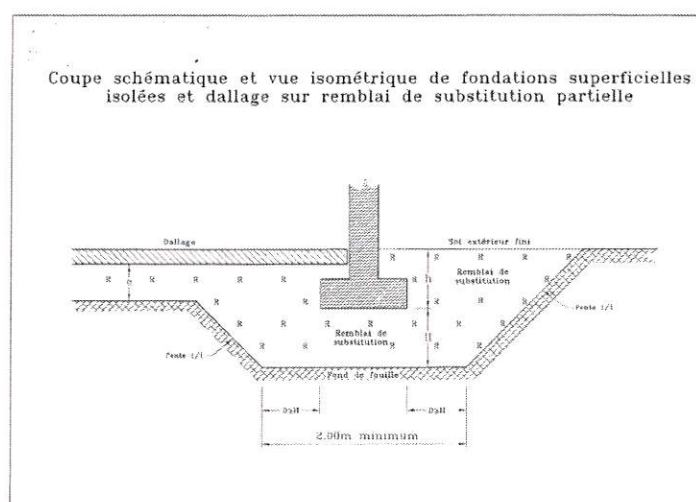 Coupe schématique et vue isométrique de fondations superficielles
isolées et dallage sur remblai de substitution partielle
Dallage
Sol extérieur fini
Remblai de
substitution
Pente 1/1
Remblai de
substitution
Pente 1/1
Fond de fouille
2.00m minimum